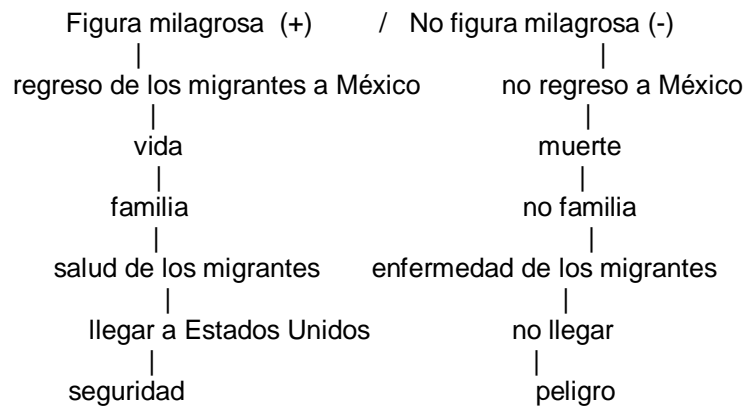 Figura milagrosa (+) / No figura milagrosa (-)
| |
regreso de los migrantes a México no regreso a México
| |
vida muerte
| |
familia no familia
| |
salud de los migrantes enfermedad de los migrantes
| |
llegar a Estados Unidos no llegar
| |
seguridad peligro